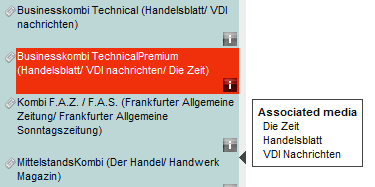 Businesskombi Technical (Handelsblatt/ VDI
nachrichten)
Businesskombi TechnicalPremium
(Handelsblatt/ VDI nachrichten/ Die Zeit)
Kombi F.A.Z. / F.A.S. (Frankfurter Allgemeine
Zeitung/ Frankfurter Allgemeine
Sonntagszeitung)
MittelstandsKombi (Der Handel/ Handwerk
Magazin)
Associated media
Die Zeit
Handelsblatt
VDI Nachrichten